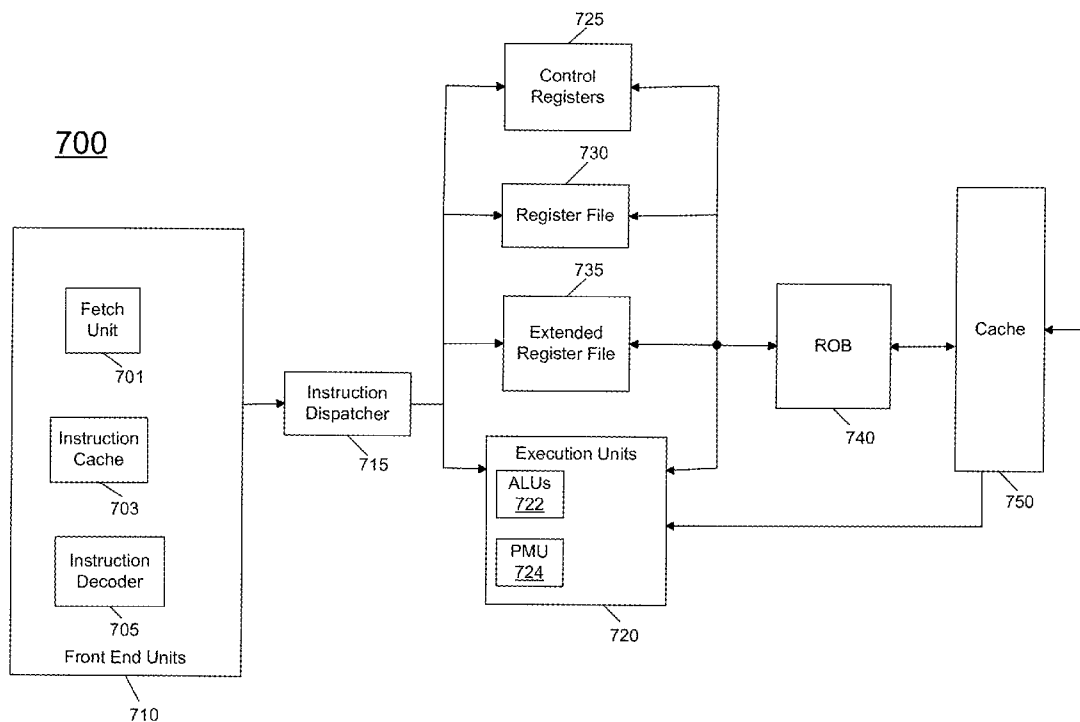 700
Fetch
Unit
701
Instruction
Cache
703
Instruction
Decoder
705
Front End Units
710
Instruction
Dispatcher
715
725
Control
Registers
730
Register File
735
Extended
Register File
Execution Units
ALUs
722
PMU
724
720
ROB
740
Cache
750